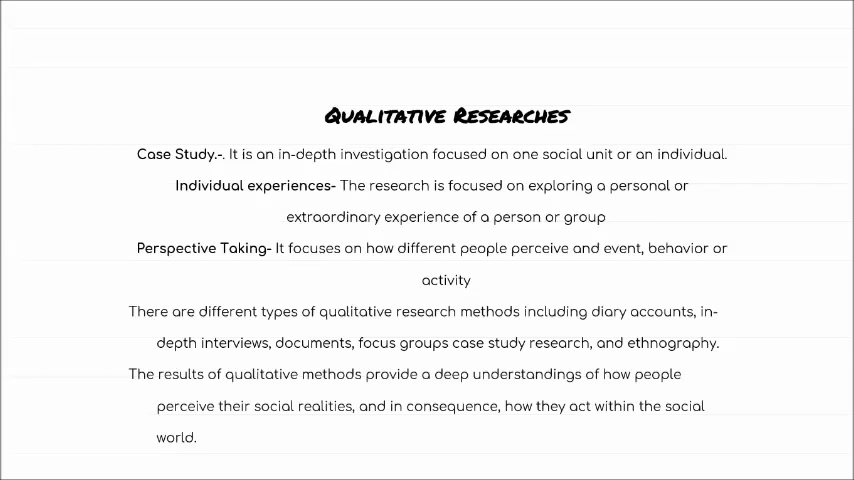 Qualitative Researches
Case Study.-. It is an in-depth investigation focused on one social unit or an individual.
Individual experiences- The research is focused on exploring a personal or
extraordinary experience of a person or group
Perspective Taking- It focuses on how different people perceive and event, behavior or
activity
There are different types of qualitative research methods including diary accounts, in-
depth interviews, documents, focus groups case study research, and ethnography.
The results of qualitative methods provide a deep understandings of how people
perceive their social realities, and in consequence, how they act within the social
world.